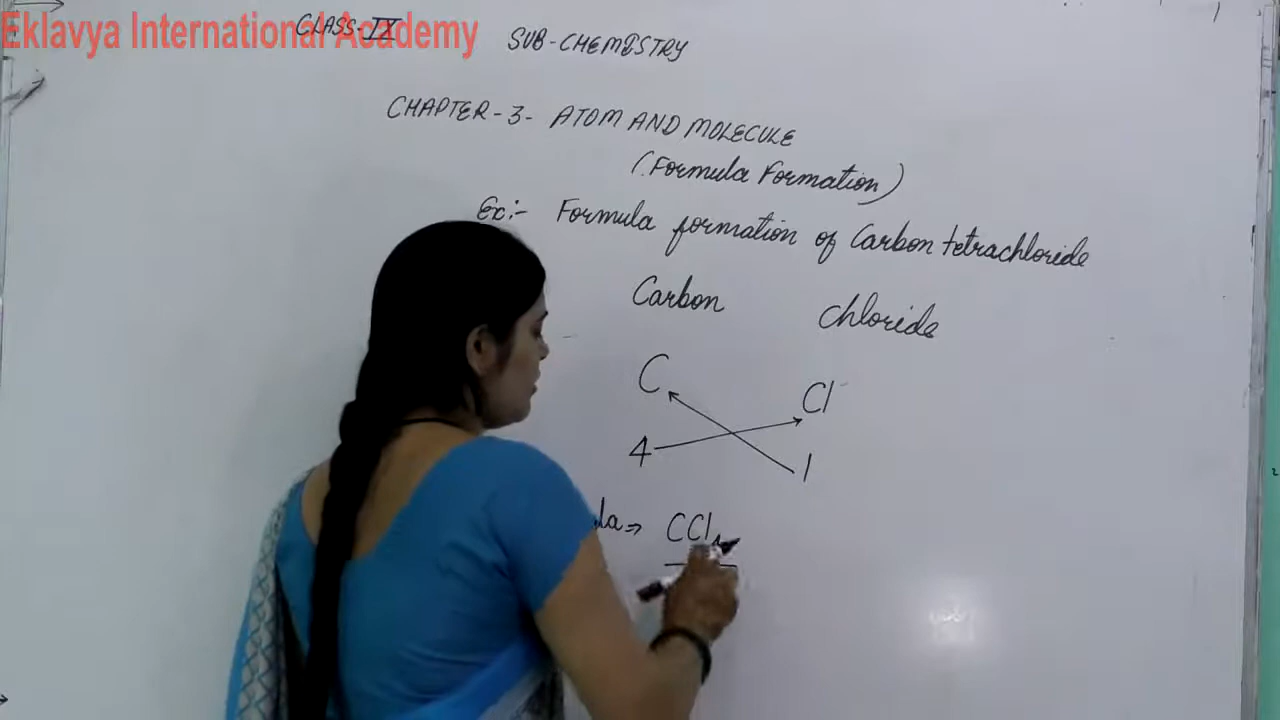 Eklavya International Academy
CLASS-IX
SUB-CHEMISTRY
CHAPTER-3- ATOM AND MOLECULE
(Formula Formation)
Ex:- Formula formation of Carbon tetrachloride
Carbon chloride
C Cl
4 1
la⇒ CCl